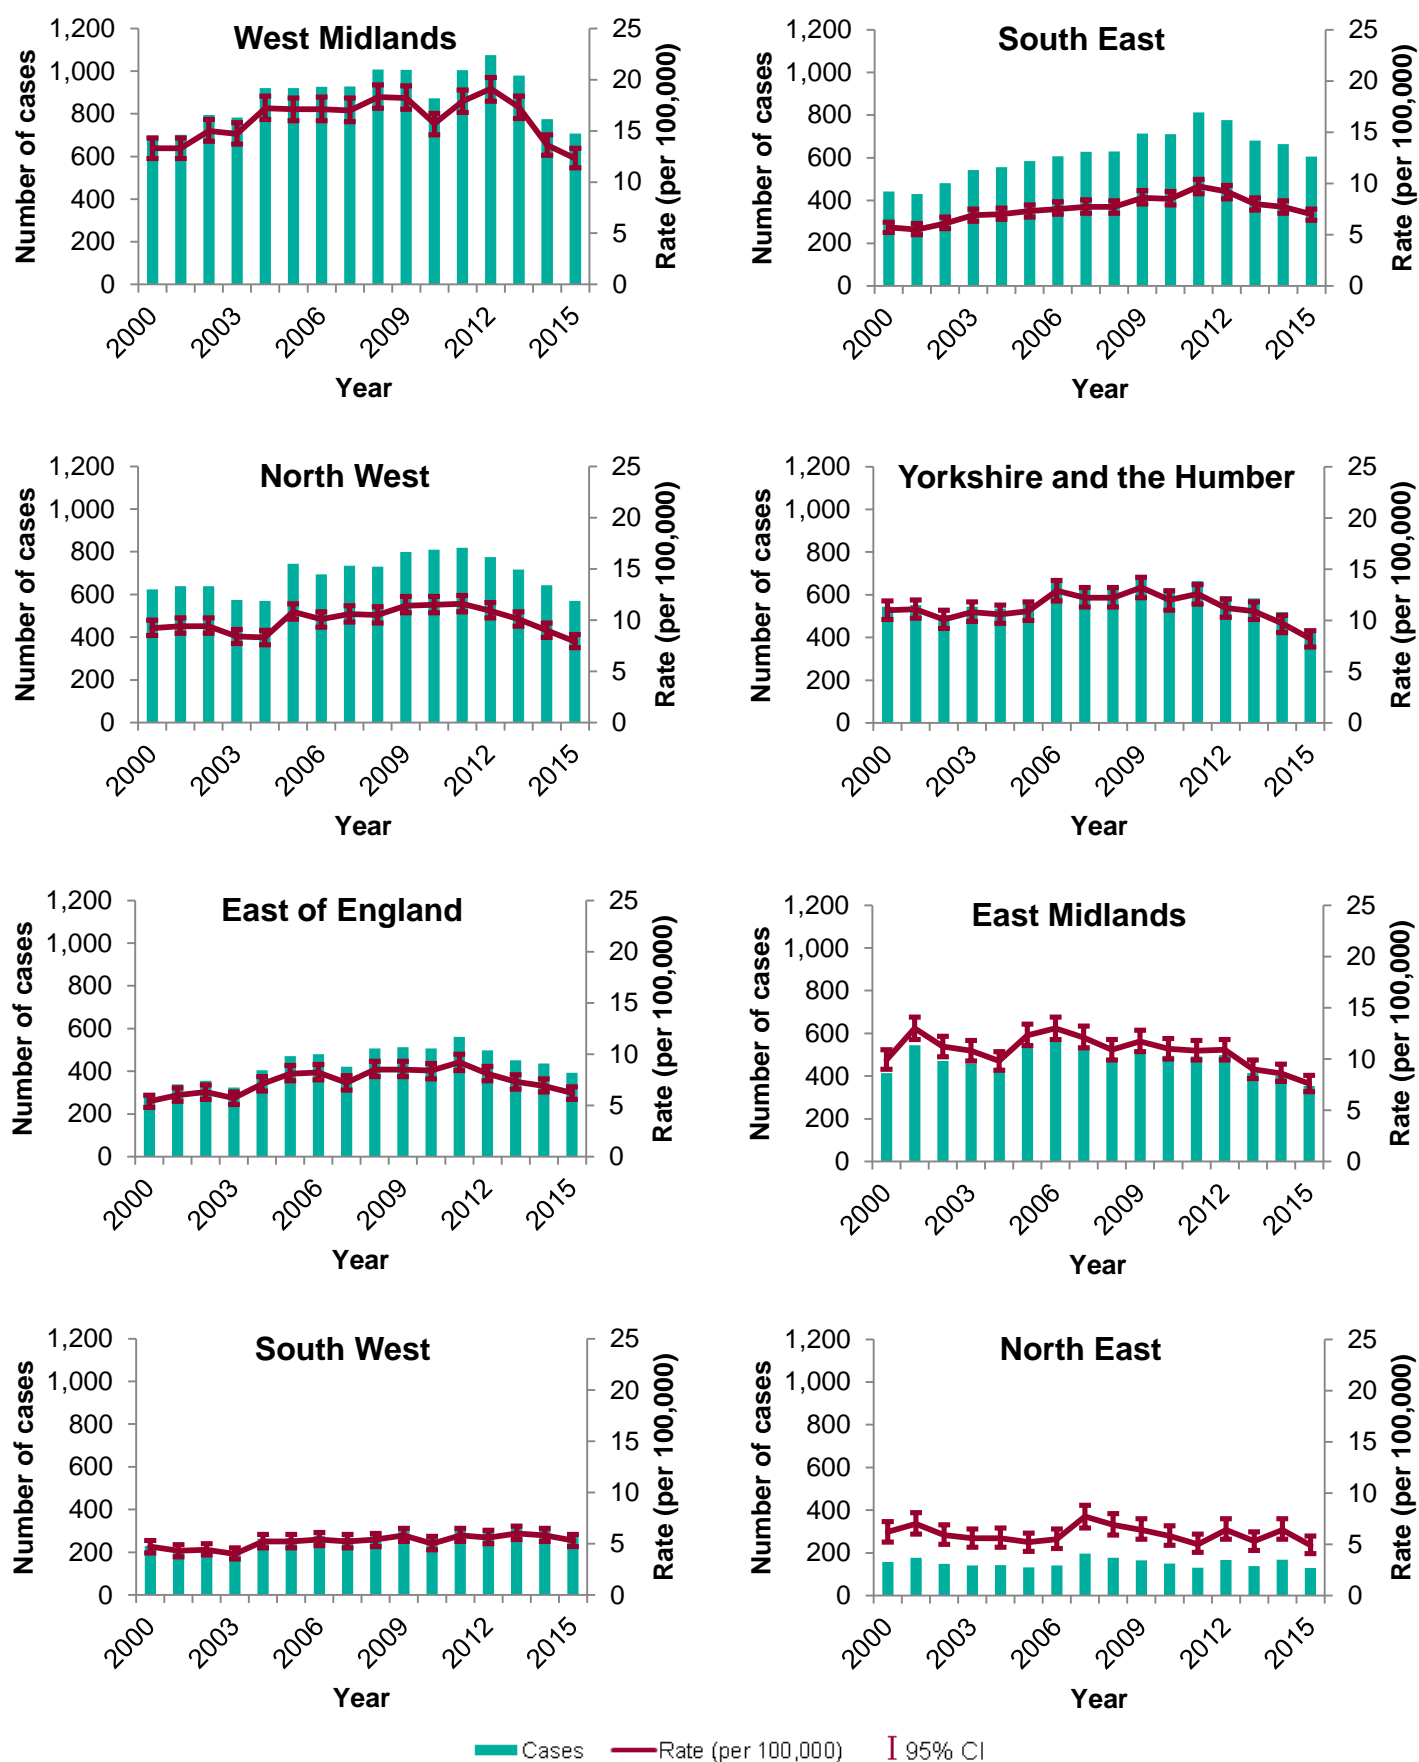 West Midlands
Number of cases
1,200
1,000
800
600
400
200
0
25
20
15
10
5
0
Rate (per 100,000)
2000 2003 2006 2009 2012 2015
Year
South East
Number of cases
1,200
1,000
800
600
400
200
0
25
20
15
10
5
0
Rate (per 100,000)
2000 2003 2006 2009 2012 2015
Year
North West
Number of cases
1,200
1,000
800
600
400
200
0
25
20
15
10
5
0
Rate (per 100,000)
2000 2003 2006 2009 2012 2015
Year
Yorkshire and the Humber
Number of cases
1,200
1,000
800
600
400
200
0
25
20
15
10
5
0
Rate (per 100,000)
2000 2003 2006 2009 2012 2015
Year
East of England
Number of cases
1,200
1,000
800
600
400
200
0
25
20
15
10
5
0
Rate (per 100,000)
2000 2003 2006 2009 2012 2015
Year
East Midlands
Number of cases
1,200
1,000
800
600
400
200
0
25
20
15
10
5
0
Rate (per 100,000)
2000 2003 2006 2009 2012 2015
Year
South West
Number of cases
1,200
1,000
800
600
400
200
0
25
20
15
10
5
0
Rate (per 100,000)
2000 2003 2006 2009 2012 2015
Year
North East
Number of cases
1,200
1,000
800
600
400
200
0
25
20
15
10
5
0
Rate (per 100,000)
2000 2003 2006 2009 2012 2015
Year
Cases Rate (per 100,000) 95% CI